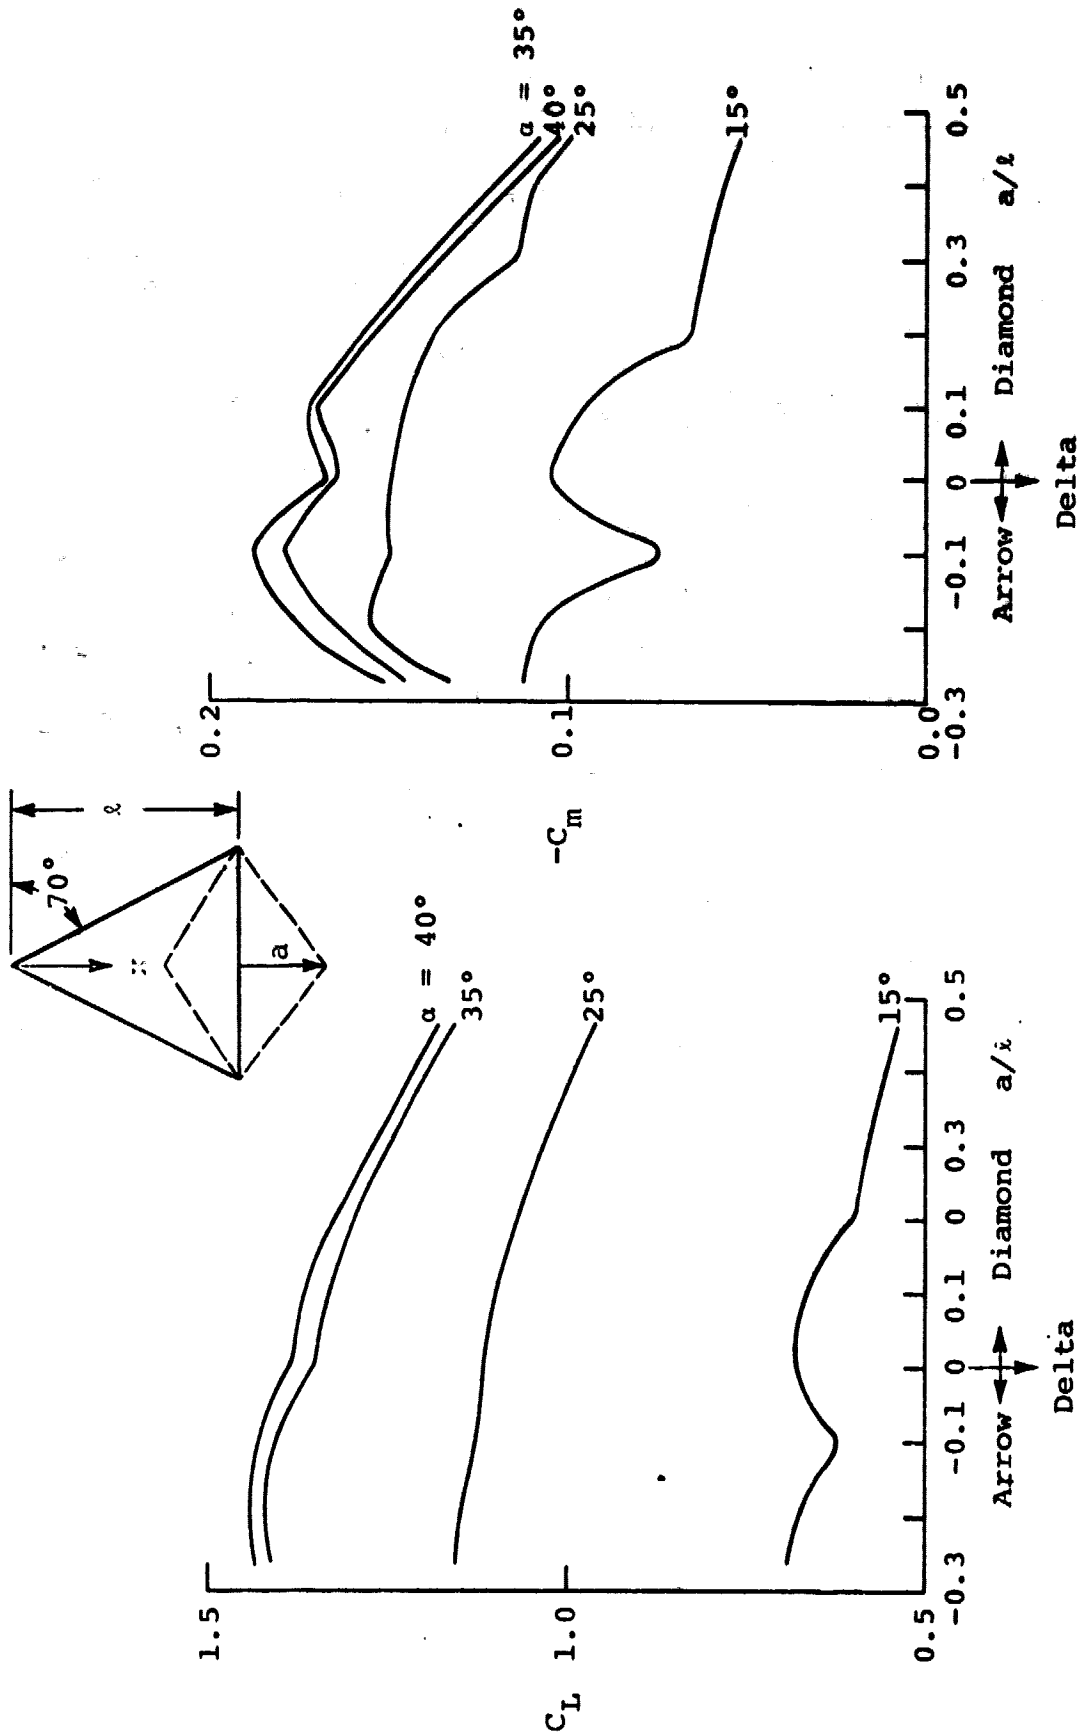 1.5
1.0
0.5
C_L
-0.3
-0.1
0
0.1
0
0.3
0.5
Arrow
Diamond
a/ℓ
Delta
α = 40°
35°
25°
15°
70°
ℓ
x
a
0.2
0.1
0.0
-C_m
-0.3
-0.1
0
0.1
0.3
0.5
Arrow
Diamond
a/ℓ
Delta
α = 35°
40°
25°
15°